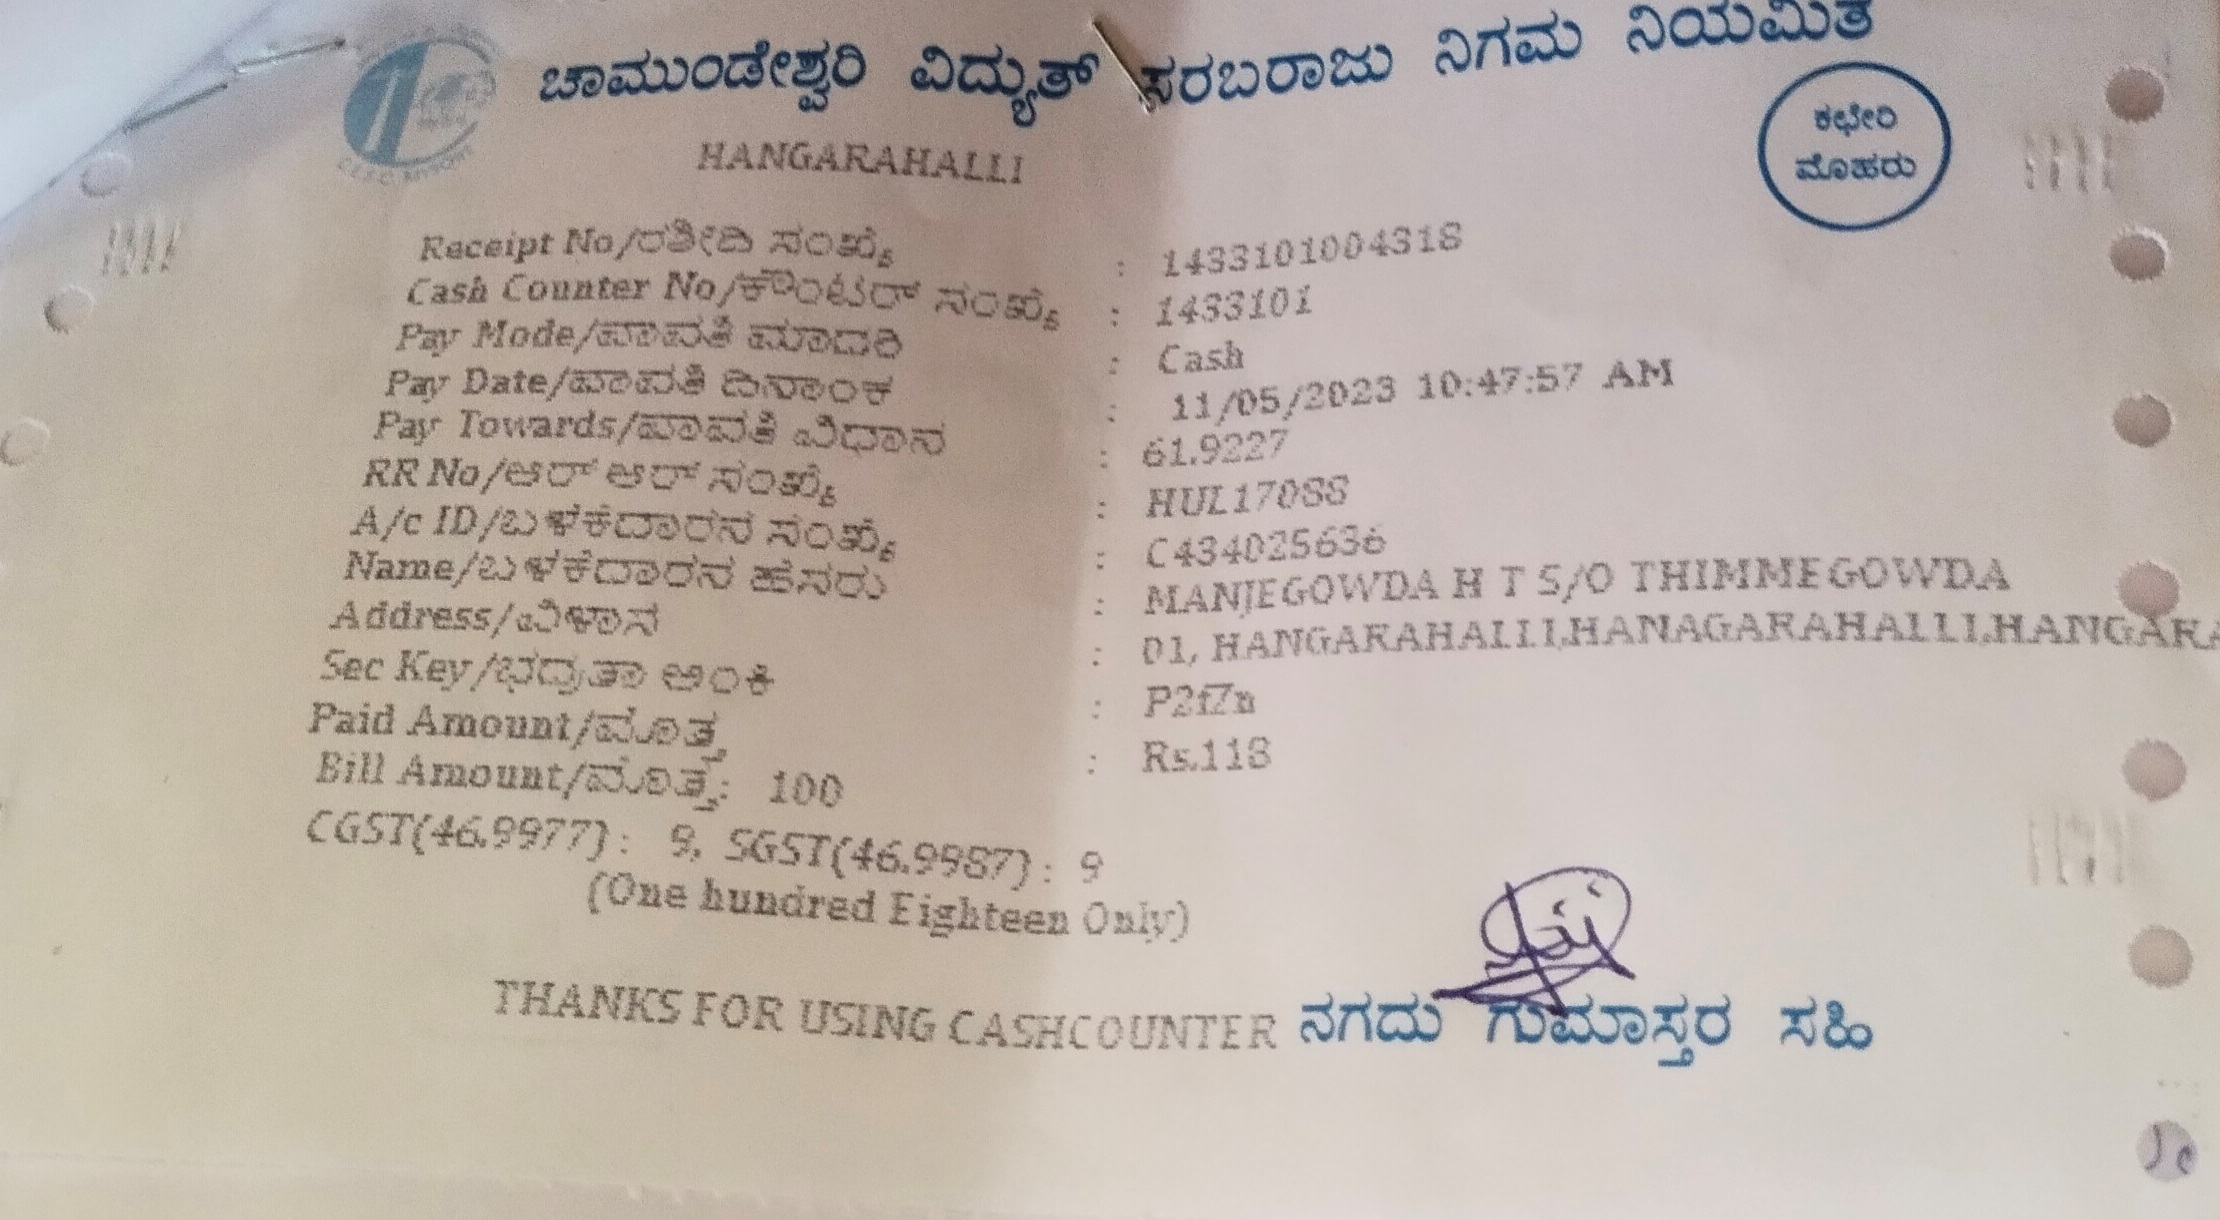 ಚಾಮುಂಡೇಶ್ವರಿ ವಿದ್ಯುತ್ ಸರಬರಾಜು ನಿಗಮ ನಿಯಮಿತ
ಕಛೇರಿ
ಮೊಹರು
HANGARAHALLI
Receipt No/ರಶೀದಿ ಸಂಖ್ಯೆ : 1433101004318
Cash Counter No/ಕೌಂಟರ್ ಸಂಖ್ಯೆ : 1433101
Pay Mode/ಪಾವತಿ ಮಾದರಿ : Cash
Pay Date/ಪಾವತಿ ದಿನಾಂಕ : 11/05/2023 10:47:57 AM
Pay Towards/ಪಾವತಿ ವಿಧಾನ : 61.9227
RR No/ಆರ್ ಆರ್ ಸಂಖ್ಯೆ : HUL17088
A/c ID/ಬಳಕೆದಾರನ ಸಂಖ್ಯೆ : C434025636
Name/ಬಳಕೆದಾರನ ಹೆಸರು : MANJEGOWDA H T S/O THIMMEGOWDA
Address/ವಿಳಾಸ : 01, HANGARAHALLI,HANAGARAHALLI,HANGARA
Sec Key/ಭದ್ರತಾ ಅಂಕಿ : P2f7n
Paid Amount/ಮೊತ್ತ : Rs.118
Bill Amount/ಮೊತ್ತ: 100
CGST(46.9977) : 9, SGST(46.9987) : 9
(One hundred Eighteen Only)
THANKS FOR USING CASHCOUNTER ನಗದು ಗುಮಾಸ್ತರ ಸಹಿ